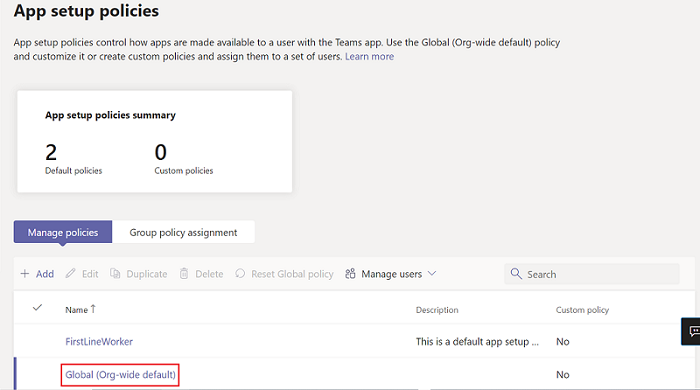 App setup policies
App setup policies control how apps are made available to a user with the Teams app. Use the Global (Org-wide default) policy
and customize it or create custom policies and assign them to a set of users. Learn more
App setup policies summary
2 0
Default policies Custom policies
Manage policies Group policy assignment
+ Add Edit Duplicate Delete Reset Global policy Manage users Search
Name ↑ Description Custom policy
FirstLineWorker This is a default app setup ... No
Global (Org-wide default) No